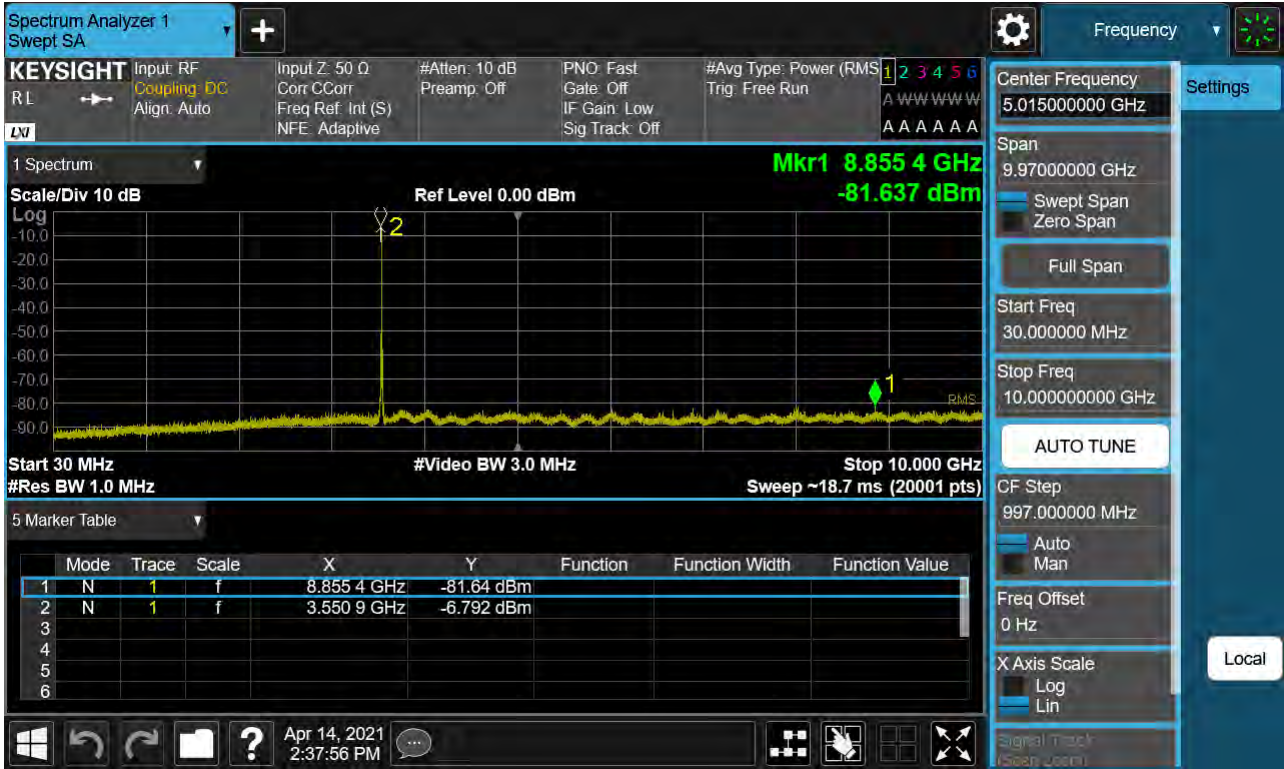 Spectrum Analyzer 1
Swept SA
+
Frequency
KEYSIGHT
RL
LXI
Input: RF
Coupling: DC
Align: Auto
Input Z: 50 Ω
Corr CCorr
Freq Ref: Int (S)
NFE: Adaptive
#Atten: 10 dB
Preamp: Off
PNO: Fast
Gate: Off
IF Gain: Low
Sig Track: Off
#Avg Type: Power (RMS
Trig: Free Run
1 2 3 4 5 6
A W W W W W
A A A A A A
1 Spectrum
Mkr1 8.855 4 GHz
-81.637 dBm
Scale/Div 10 dB
Ref Level 0.00 dBm
Log
-10.0
-20.0
-30.0
-40.0
-50.0
-60.0
-70.0
-80.0
-90.0
2
1
RMS
Start 30 MHz
#Video BW 3.0 MHz
Stop 10.000 GHz
#Res BW 1.0 MHz
Sweep ~18.7 ms (20001 pts)
5 Marker Table
Mode Trace Scale X Y Function Function Width Function Value
1 N 1 f 8.855 4 GHz -81.64 dBm
2 N 1 f 3.550 9 GHz -6.792 dBm
3
4
5
6
Center Frequency
5.015000000 GHz
Span
9.97000000 GHz
Swept Span
Zero Span
Full Span
Start Freq
30.000000 MHz
Stop Freq
10.000000000 GHz
AUTO TUNE
CF Step
997.000000 MHz
Auto
Man
Freq Offset
0 Hz
X Axis Scale
Log
Lin
Signal Track
(Span Zoom)
Settings
Local
?
Apr 14, 2021
2:37:56 PM